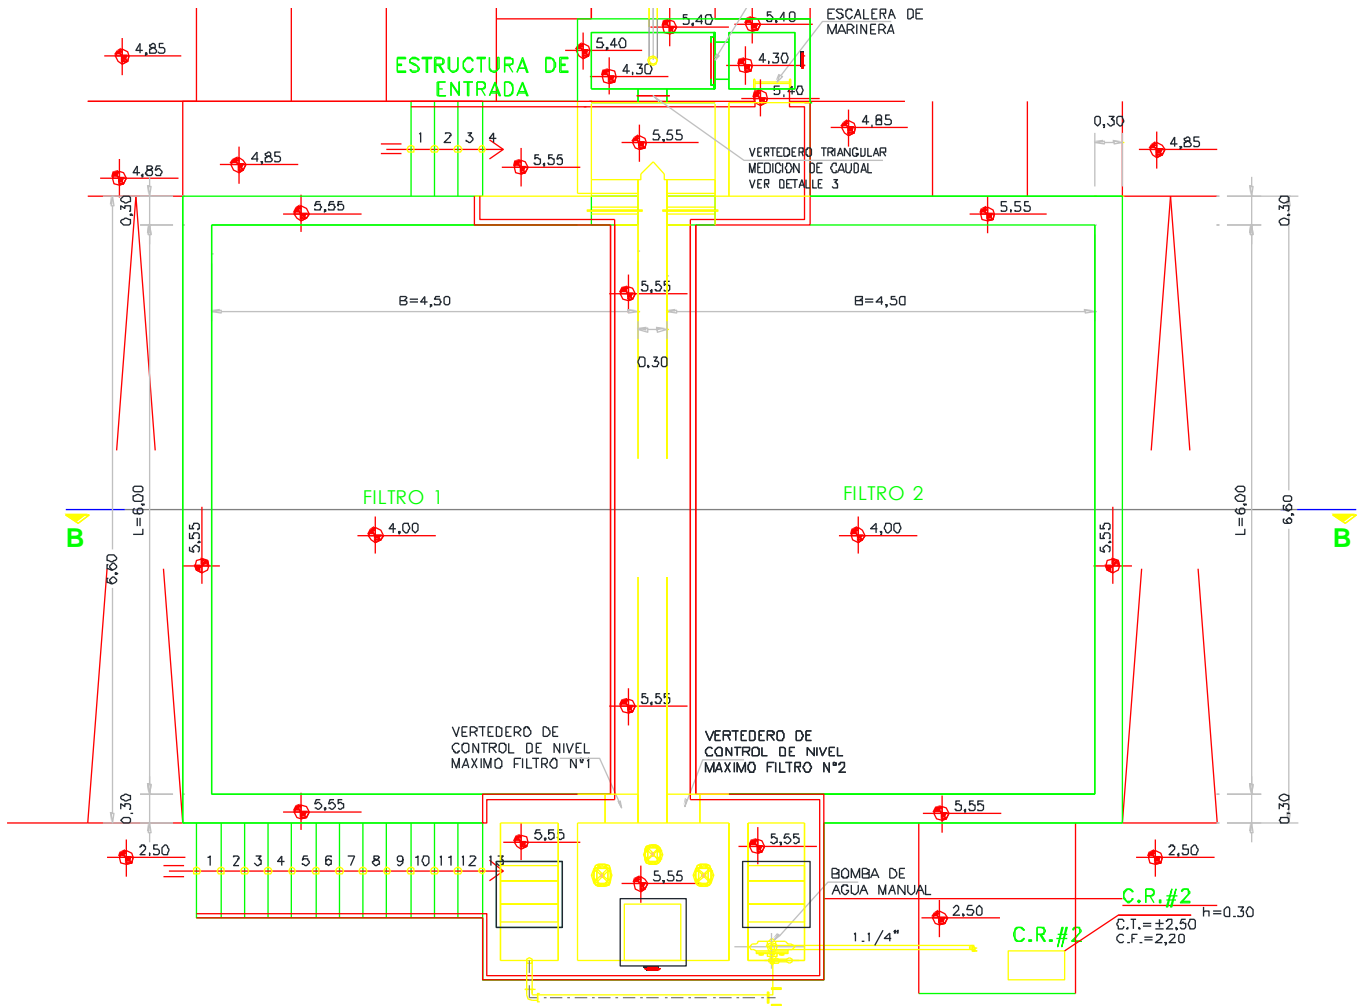 ESCALERA DE
MARINERA
5,40
5,40
5,40
4,85
4,30
4,30
ESTRUCTURA DE
ENTRADA
5,40
1
2
3
4
5,55
4,85
0,30
4,85
VERTEDERO TRIANGULAR
MEDICION DE CAUDAL
VER DETALLE 3
4,85
4,85
5,55
0,30
5,55
5,55
0,30
B=4,50
5,55
B=4,50
0,30
FILTRO 1
FILTRO 2
L=6,00
L=6,00
6,60
B
B
5,55
4,00
4,00
5,55
6,60
5,55
VERTEDERO DE
CONTROL DE NIVEL
MAXIMO FILTRO N°1
VERTEDERO DE
CONTROL DE NIVEL
MAXIMO FILTRO N°2
0,30
5,55
5,55
0,30
2,50
5,55
5,55
2,50
1
2
3
4
5
6
7
8
9
10
11
12
13
5,55
BOMBA DE
AGUA MANUAL
C.R.#2
2,50
h=0.30
C.T.=±2,50
C.F.=2,20
C.R.#2
1.1/4"